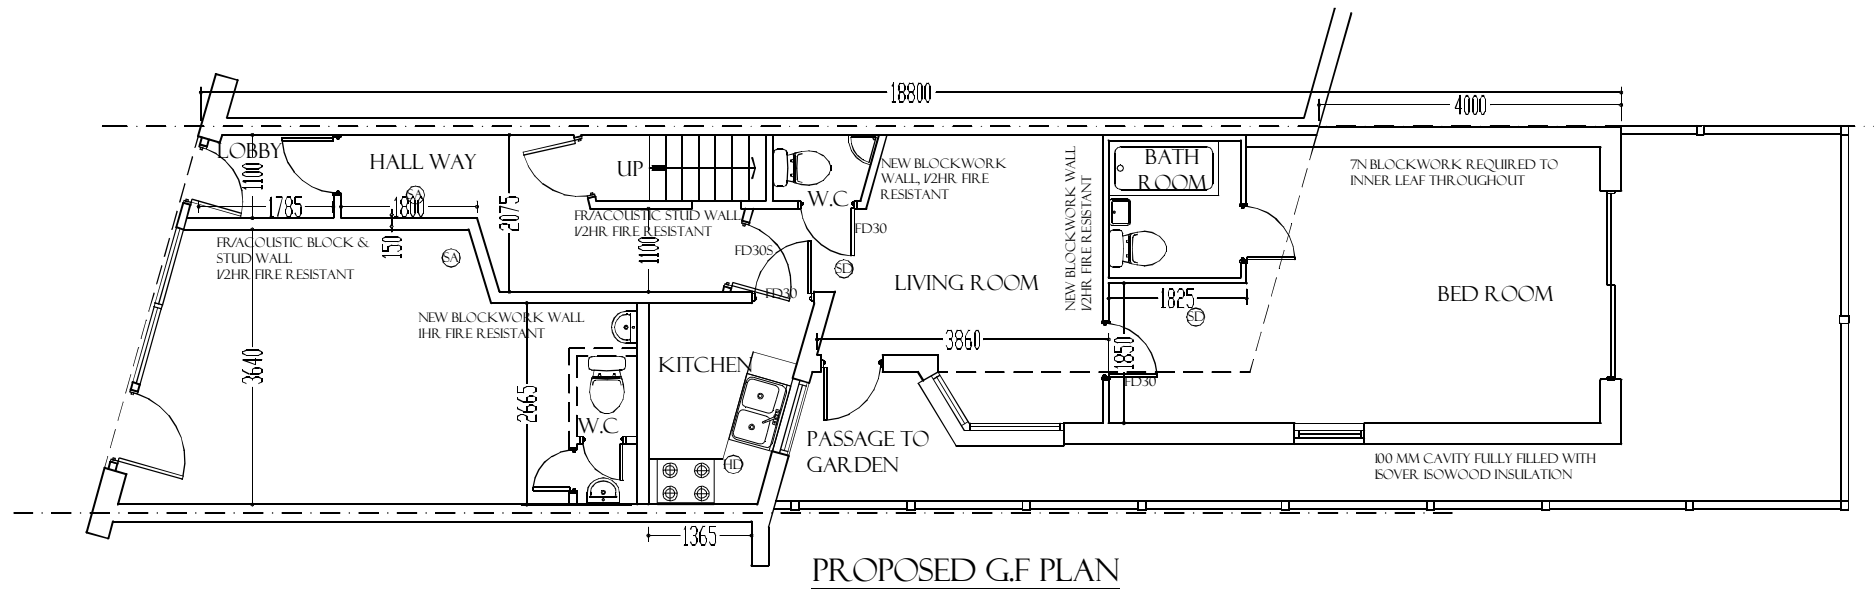 18800
4000
LOBBY
HALL WAY
1100
1785
SA
1800
2075
UP
W.C
NEW BLOCKWORK
WALL, 1/2HR FIRE
RESISTANT
NEW BLOCKWORK WALL
1/2HR FIRE RESISTANT
BATH
ROOM
7N BLOCKWORK REQUIRED TO
INNER LEAF THROUGHOUT
FR/ACOUSTIC BLOCK &
STUD WALL
1/2HR FIRE RESISTANT
150
SA
FR/ACOUSTIC STUD WALL
1/2HR FIRE RESISTANT
1100
FD30S
FD30
FD30
SD
LIVING ROOM
1825
SD
BED ROOM
NEW BLOCKWORK WALL
1HR FIRE RESISTANT
3640
2665
KITCHEN
3860
1850
FD30
W.C
HD
PASSAGE TO
GARDEN
100 MM CAVITY FULLY FILLED WITH
ISOVER ISOWOOD INSULATION
1365
PROPOSED G.F PLAN